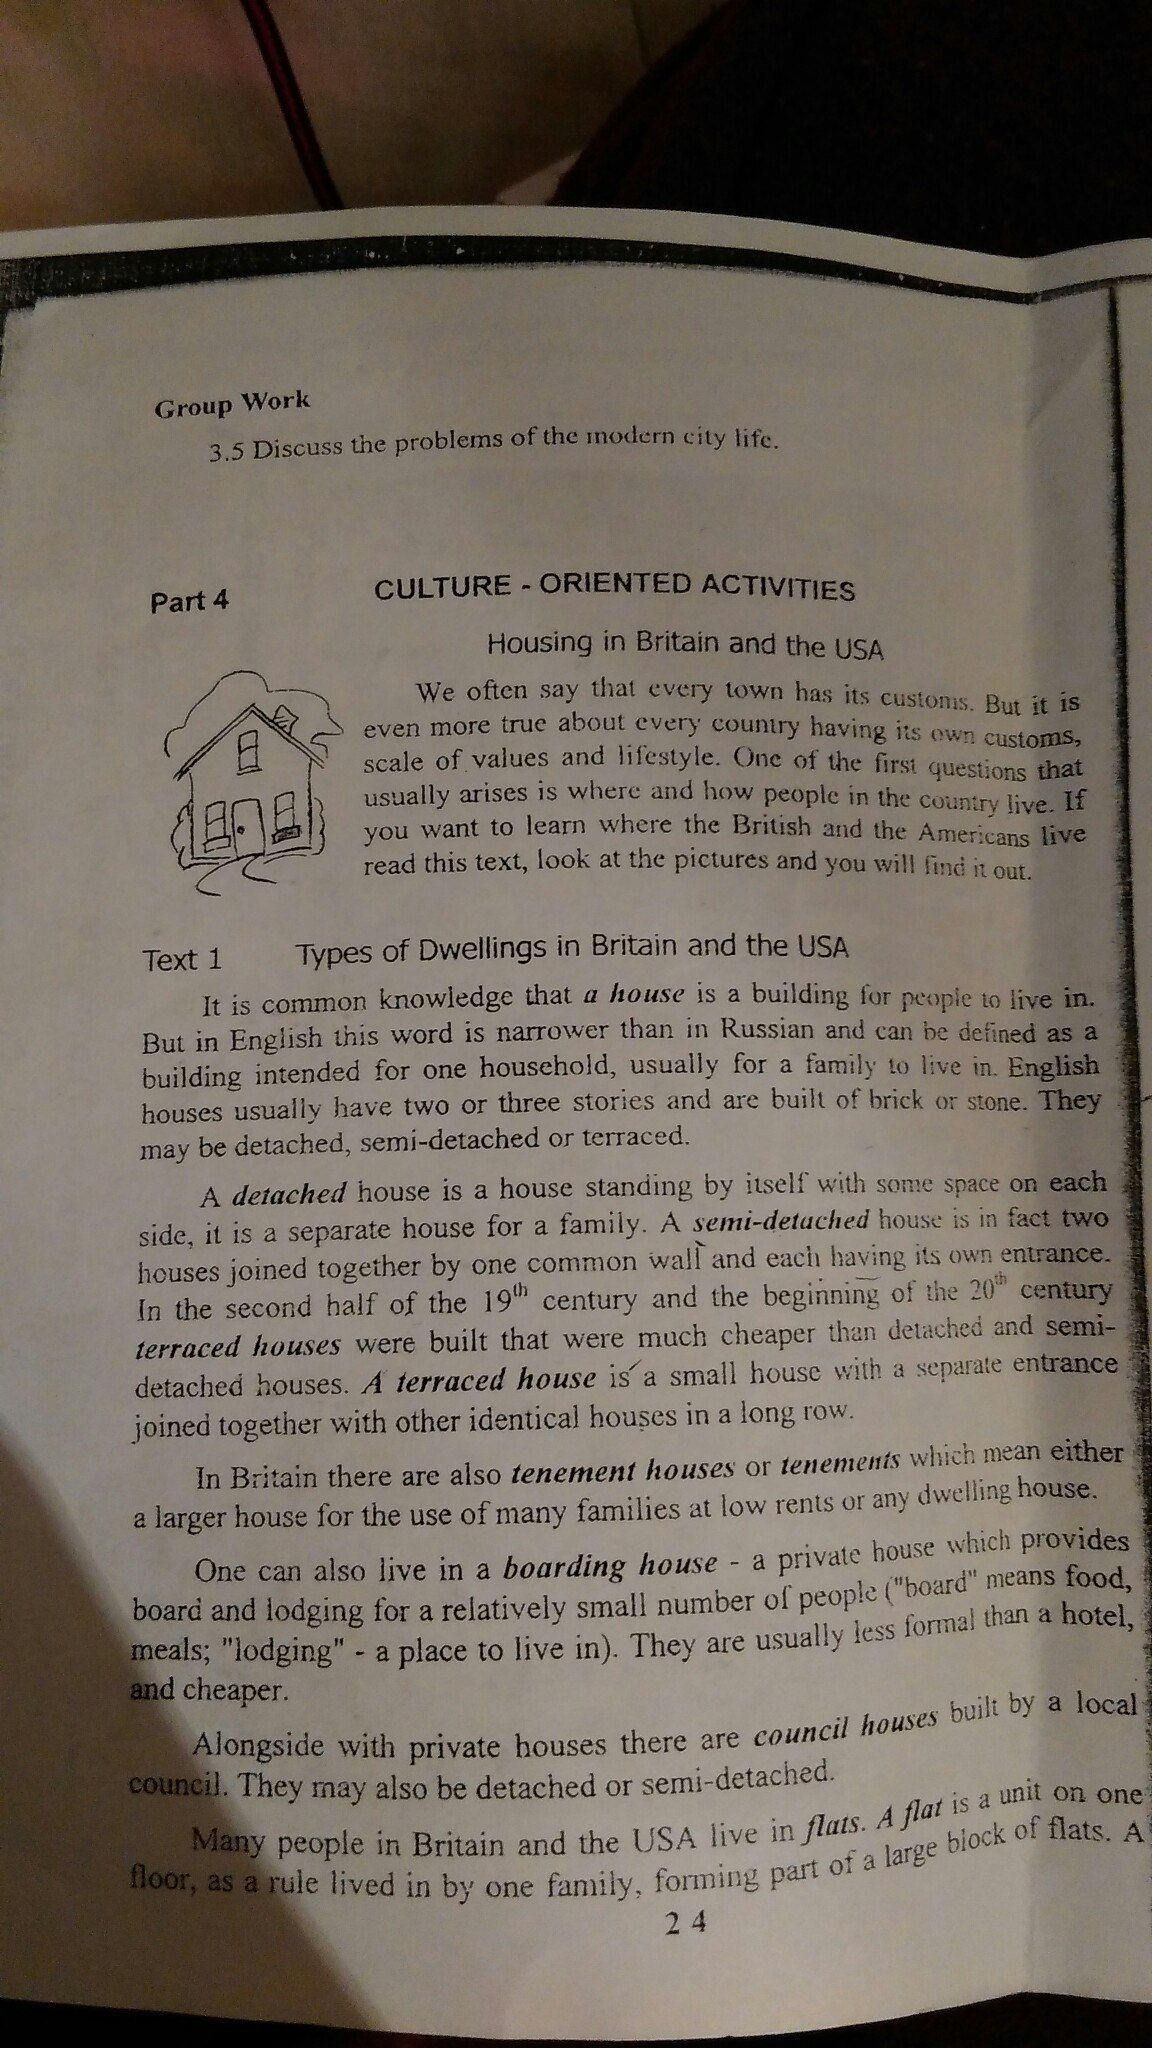 Group Work
3.5 Discuss the problems of the modern city life.
Part 4 CULTURE - ORIENTED ACTIVITIES
Housing in Britain and the USA
We often say that every town has its customs. But it is
even more true about every country having its own customs,
scale of values and lifestyle. One of the first questions that
usually arises is where and how people in the country live. If
you want to learn where the British and the Americans live
read this text, look at the pictures and you will find it out.
Text 1 Types of Dwellings in Britain and the USA
It is common knowledge that a house is a building for people to live in.
But in English this word is narrower than in Russian and can be defined as a
building intended for one household, usually for a family to live in. English
houses usually have two or three stories and are built of brick or stone. They
may be detached, semi-detached or terraced.
A detached house is a house standing by itself with some space on each
side, it is a separate house for a family. A semi-detached house is in fact two
houses joined together by one common wall and each having its own entrance.
In the second half of the 19th century and the beginning of the 20th century
terraced houses were built that were much cheaper than detached and semi-
detached houses. A terraced house is a small house with a separate entrance
joined together with other identical houses in a long row.
In Britain there are also tenement houses or tenements which mean either
a larger house for the use of many families at low rents or any dwelling house.
One can also live in a boarding house - a private house which provides
board and lodging for a relatively small number of people ("board" means food,
meals; "lodging" - a place to live in). They are usually less formal than a hotel,
and cheaper.
Alongside with private houses there are council houses built by a local
council. They may also be detached or semi-detached.
Many people in Britain and the USA live in flats. A flat is a unit on one
floor, as a rule lived in by one family, forming part of a large block of flats. A
2 4